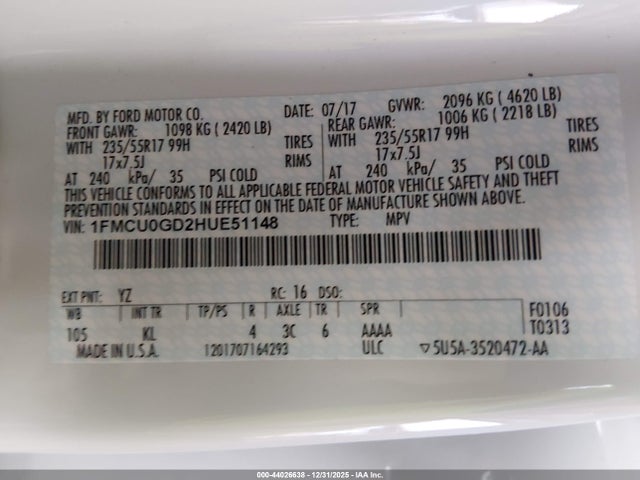 MFD. BY FORD MOTOR CO. DATE: 07/17 GVWR: 2096 KG ( 4620 LB)
FRONT GAWR: 1098 KG ( 2420 LB) REAR GAWR: 1006 KG ( 2218 LB)
WITH 235/55R17 99H TIRES WITH 235/55R17 99H TIRES
17x7.5J RIMS 17x7.5J RIMS
AT 240 kPa/ 35 PSI COLD AT 240 kPa/ 35 PSI COLD
THIS VEHICLE CONFORMS TO ALL APPLICABLE FEDERAL MOTOR VEHICLE SAFETY AND THEFT
PREVENTION STANDARDS IN EFFECT ON THE DATE OF MANUFACTURE SHOWN ABOVE.
VIN: 1FMCU0GD2HUE51148 TYPE: MPV
EXT PNT: YZ RC: 16 DSO:
WB INT TR TP/PS R AXLE TR SPR F0106
105 KL 4 3C 6 AAAA T0313
MADE IN U.S.A. 1201707164293 ULC ▽5U5A-3520472-AA
000-44026638 - 12/31/2025 - IAA Inc.